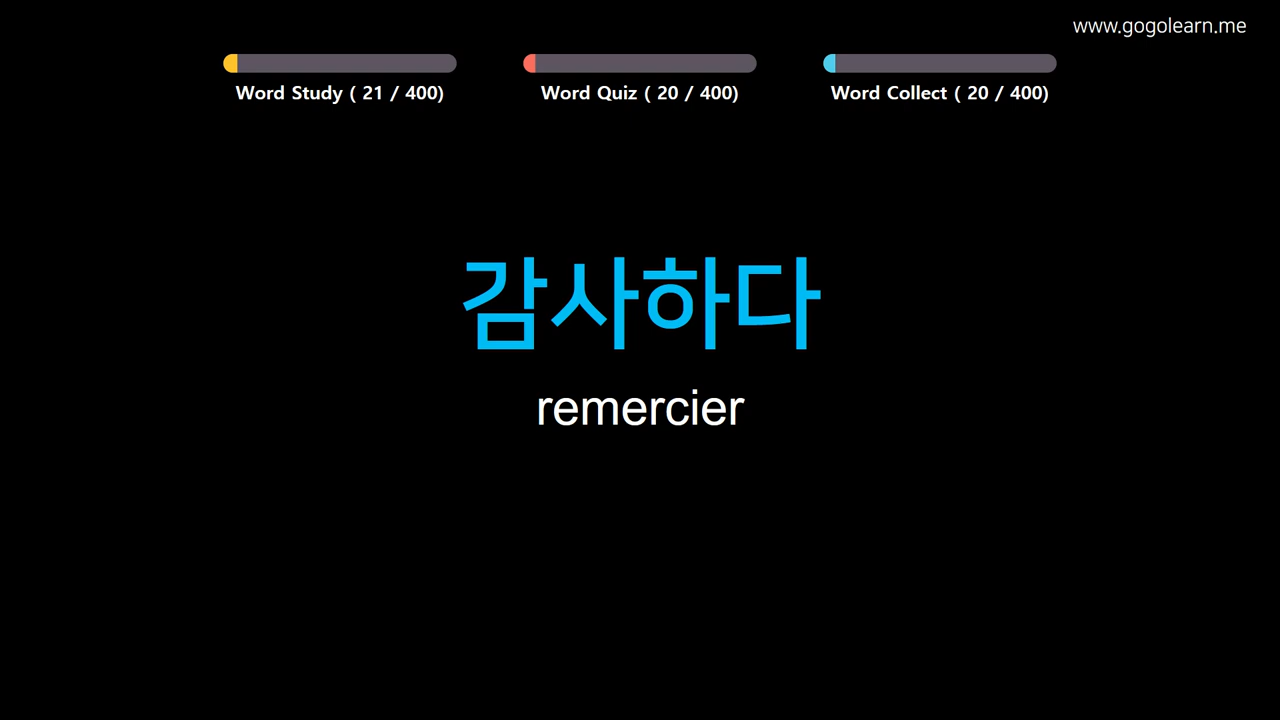 www.gogolearn.me
Word Study ( 21 / 400)
Word Quiz ( 20 / 400)
Word Collect ( 20 / 400)
감사하다
remercier